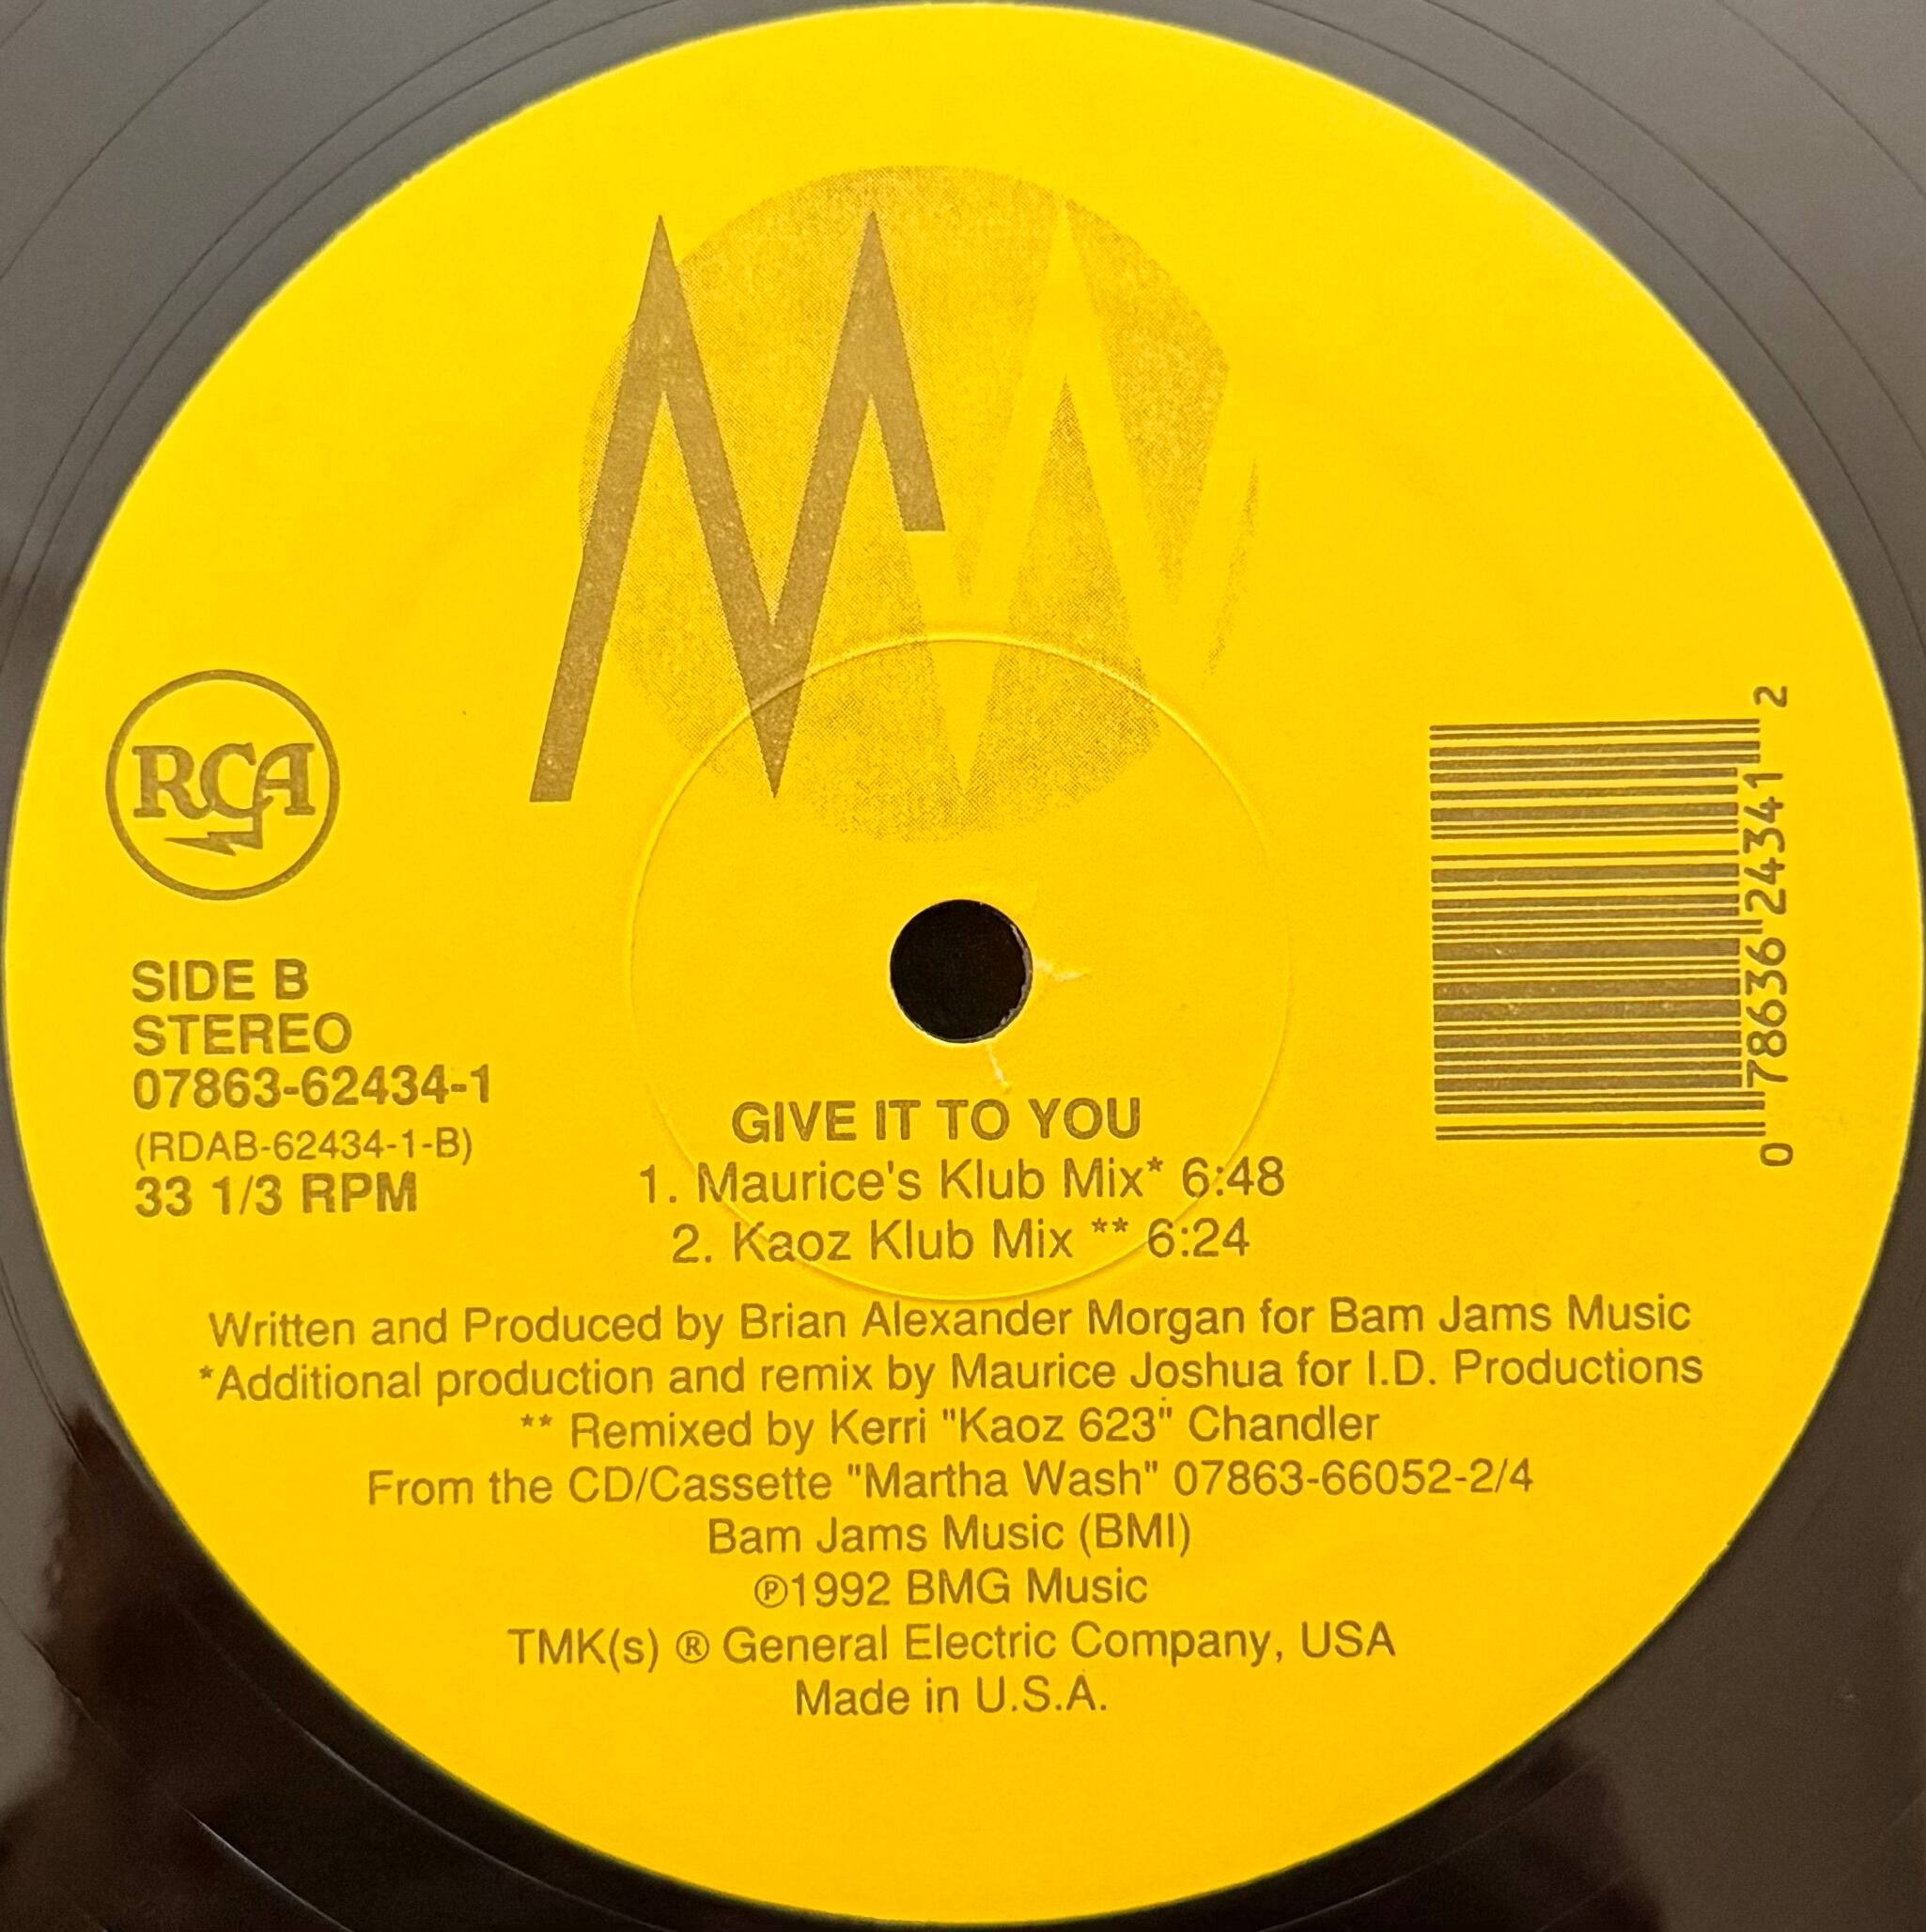 MW
RCA
SIDE B
STEREO
07863-62434-1
(RDAB-62434-1-B)
33 1/3 RPM
0 78636 24341 2
GIVE IT TO YOU
1. Maurice's Klub Mix* 6:48
2. Kaoz Klub Mix ** 6:24
Written and Produced by Brian Alexander Morgan for Bam Jams Music
*Additional production and remix by Maurice Joshua for I.D. Productions
** Remixed by Kerri "Kaoz 623" Chandler
From the CD/Cassette "Martha Wash" 07863-66052-2/4
Bam Jams Music (BMI)
℗1992 BMG Music
TMK(s) ® General Electric Company, USA
Made in U.S.A.